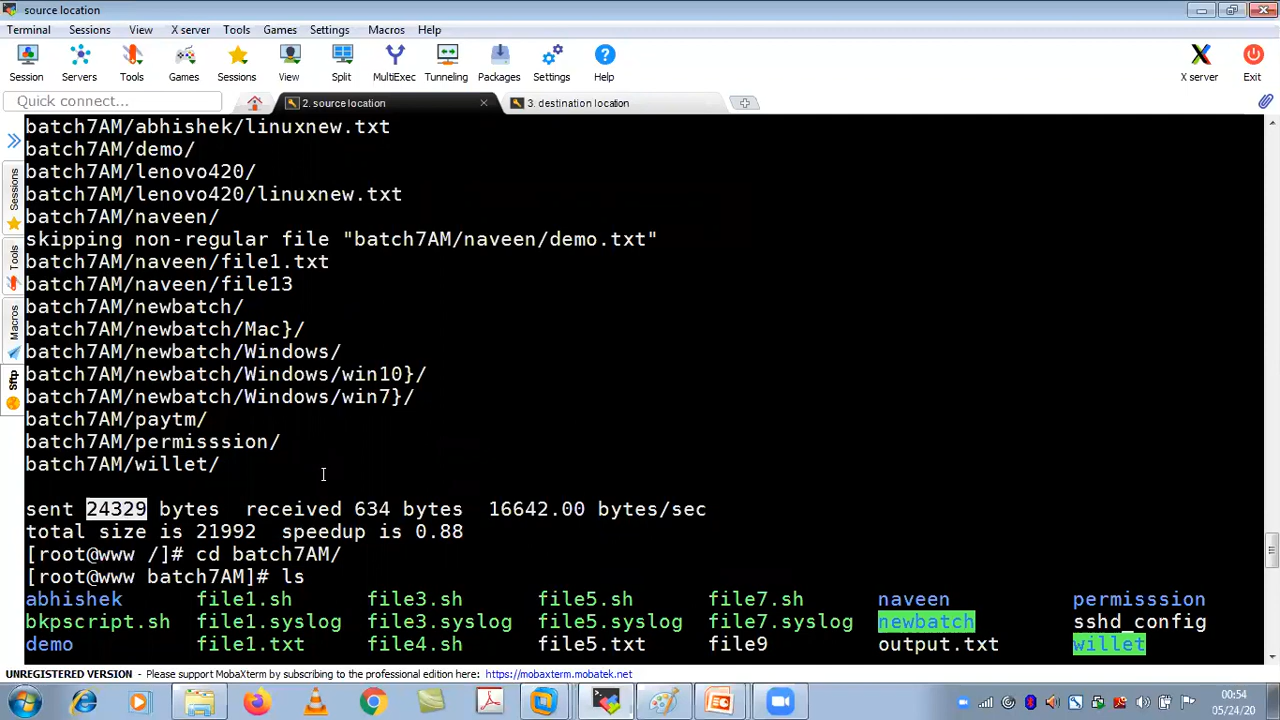 source location
Terminal Sessions View X server Tools Games Settings Macros Help
Session Servers Tools Games Sessions View Split MultiExec Tunneling Packages Settings Help X server Exit
Quick connect...
2. source location
3. destination location
Sessions
Tools
Macros
Sftp
batch7AM/abhishek/linuxnew.txt
batch7AM/demo/
batch7AM/lenovo420/
batch7AM/lenovo420/linuxnew.txt
batch7AM/naveen/
skipping non-regular file "batch7AM/naveen/demo.txt"
batch7AM/naveen/file1.txt
batch7AM/naveen/file13
batch7AM/newbatch/
batch7AM/newbatch/Mac}/
batch7AM/newbatch/Windows/
batch7AM/newbatch/Windows/win10}/
batch7AM/newbatch/Windows/win7}/
batch7AM/paytm/
batch7AM/permisssion/
batch7AM/willet/
sent 24329 bytes received 634 bytes 16642.00 bytes/sec
total size is 21992 speedup is 0.88
[root@www /]# cd batch7AM/
[root@www batch7AM]# ls
abhishek file1.sh file3.sh file5.sh file7.sh naveen permisssion
bkpscript.sh file1.syslog file3.syslog file5.syslog file7.syslog newbatch sshd_config
demo file1.txt file4.sh file5.txt file9 output.txt willet
UNREGISTERED VERSION - Please support MobaXterm by subscribing to the professional edition here: https://mobaxterm.mobatek.net
00:54
05/24/20